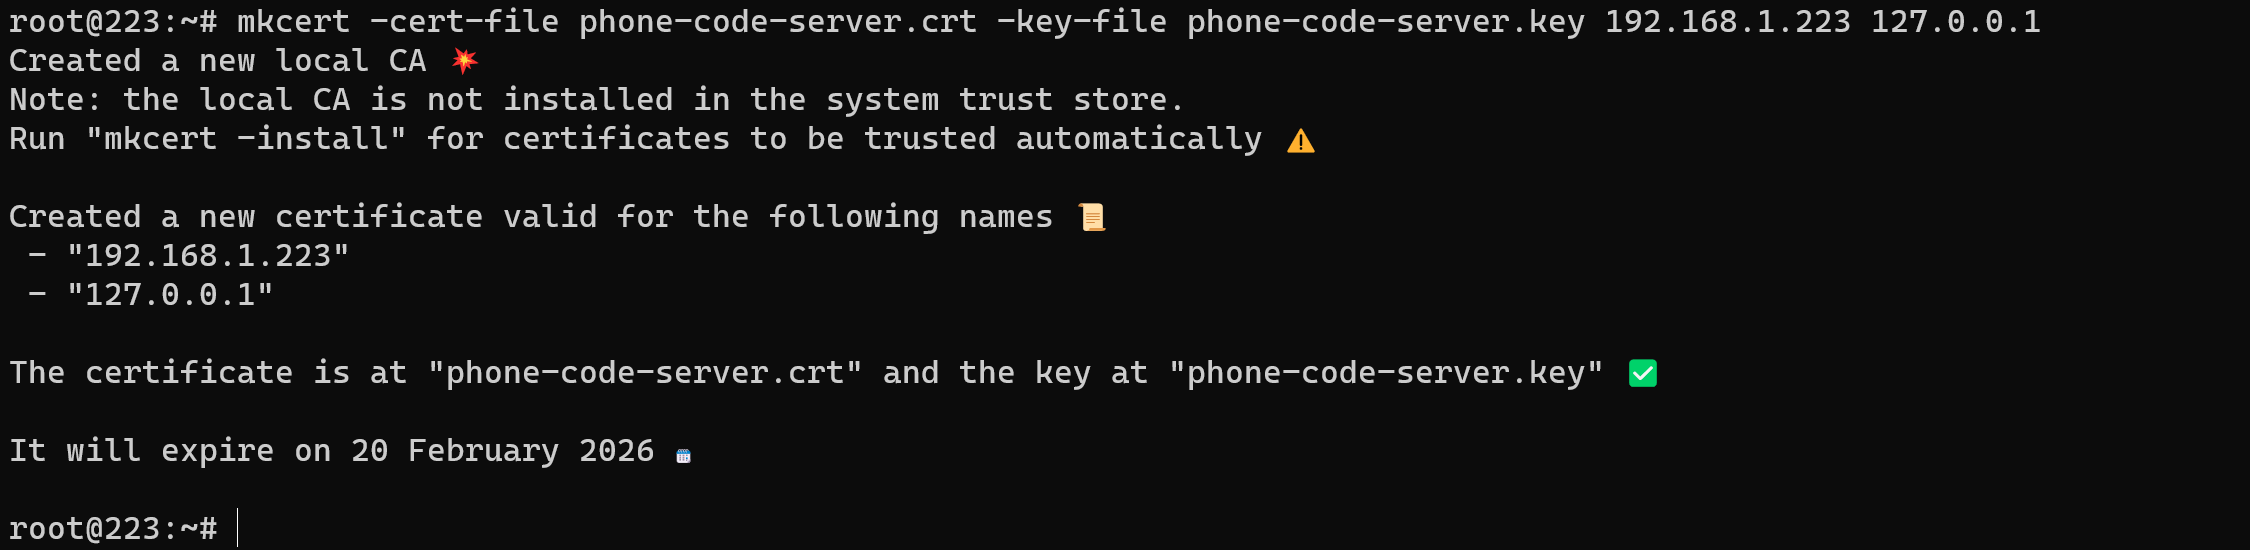 root@223:~# mkcert -cert-file phone-code-server.crt -key-file phone-code-server.key 192.168.1.223 127.0.0.1
Created a new local CA 💥
Note: the local CA is not installed in the system trust store.
Run "mkcert -install" for certificates to be trusted automatically ⚠️
Created a new certificate valid for the following names 📜
- "192.168.1.223"
- "127.0.0.1"
The certificate is at "phone-code-server.crt" and the key at "phone-code-server.key" ✅
It will expire on 20 February 2026 🗓
root@223:~#